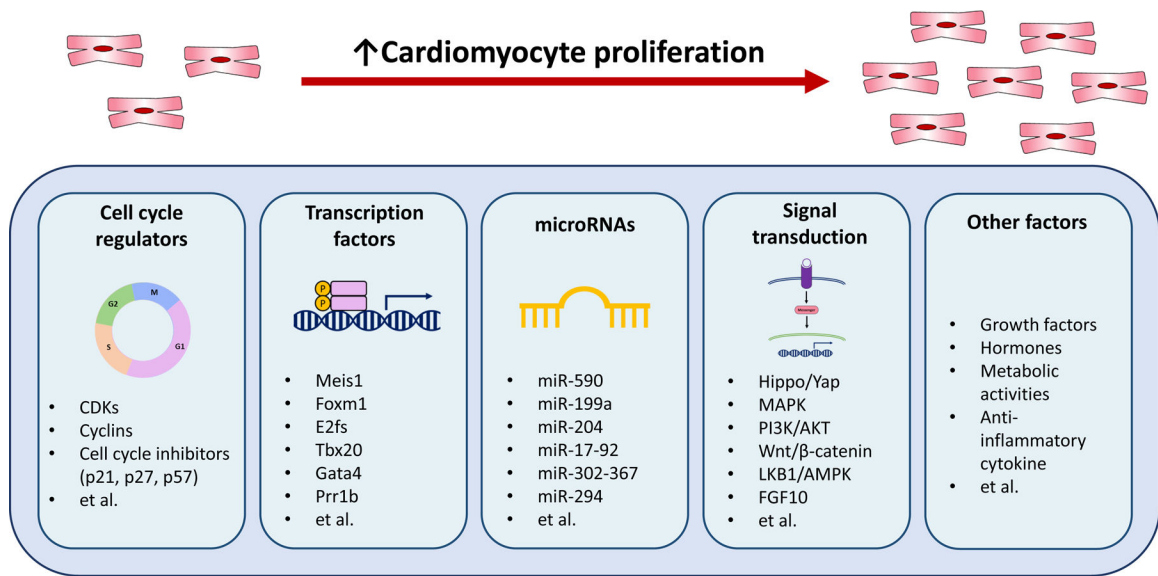 ↑Cardiomyocyte proliferation
Cell cycle
regulators
M
G2
S
G1
• CDKs
• Cyclins
• Cell cycle inhibitors
(p21, p27, p57)
• et al.
Transcription
factors
P
P
• Meis1
• Foxm1
• E2fs
• Tbx20
• Gata4
• Prr1b
• et al.
microRNAs
• miR-590
• miR-199a
• miR-204
• miR-17-92
• miR-302-367
• miR-294
• et al.
Signal
transduction
Messenger
• Hippo/Yap
• MAPK
• PI3K/AKT
• Wnt/β-catenin
• LKB1/AMPK
• FGF10
• et al.
Other factors
• Growth factors
• Hormones
• Metabolic
activities
• Anti-
inflammatory
cytokine
• et al.